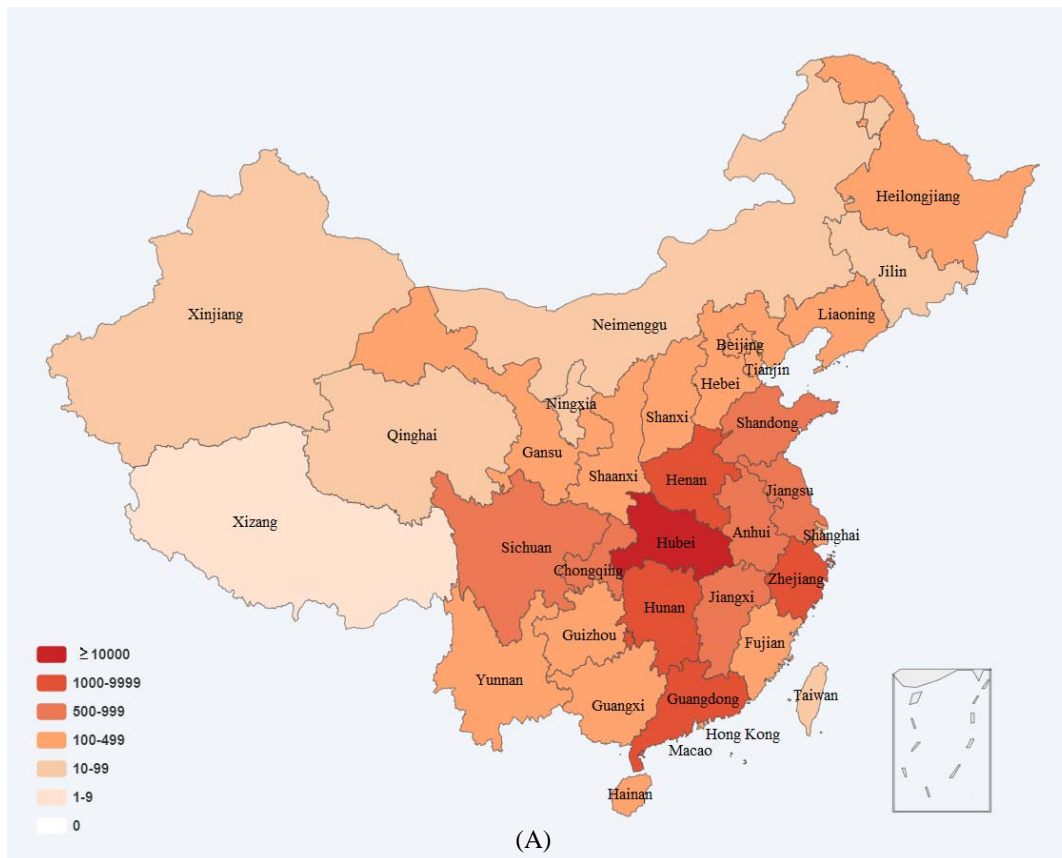 Heilongjiang
Jilin
Xinjiang
Neimenggu
Liaoning
Beijing
Tianjin
Hebei
Ningxia
Shanxi
Shandong
Qinghai
Gansu
Shaanxi
Henan
Jiangsu
Xizang
Anhui
Shanghai
Hubei
Sichuan
Chongqing
Zhejiang
Hunan
Jiangxi
Guizhou
Fujian
Yunnan
Guangxi
Guangdong
Taiwan
Hong Kong
Macao
Hainan
≥ 10000
1000-9999
500-999
100-499
10-99
1-9
0
(A)